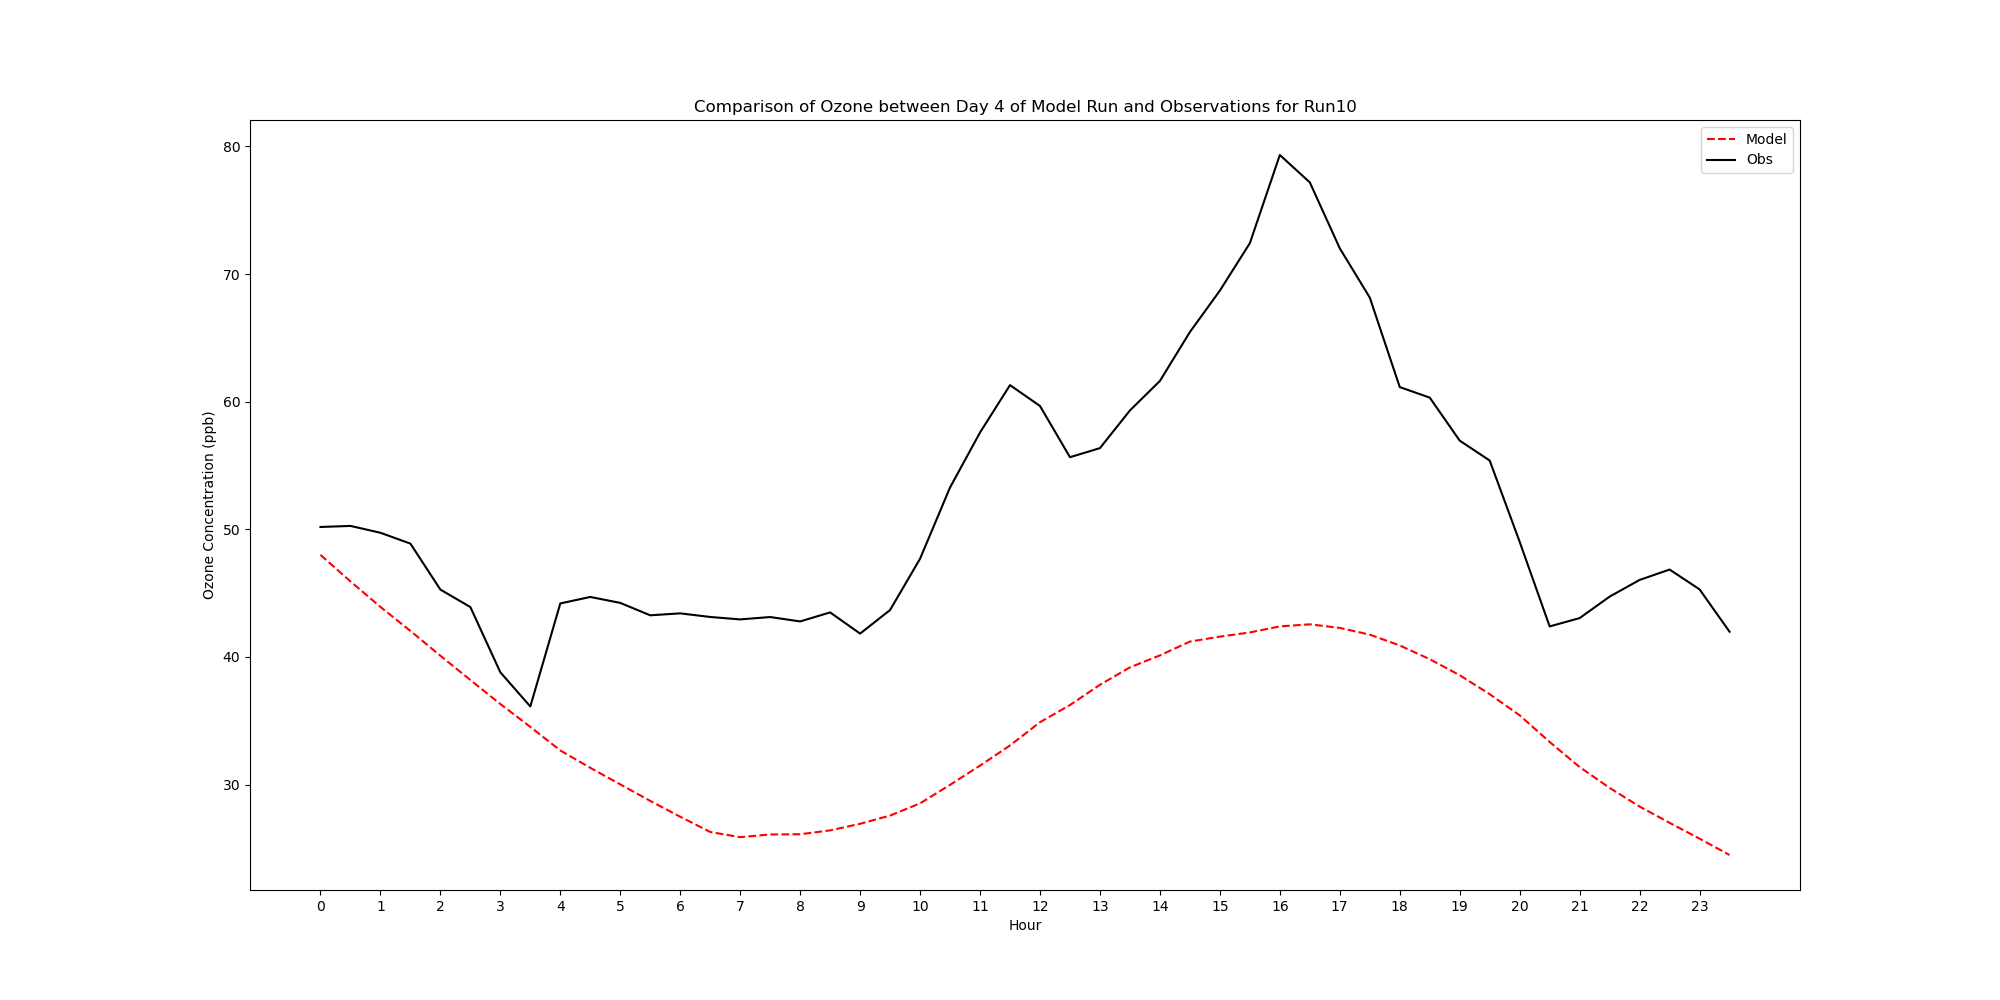 Comparison of Ozone between Day 4 of Model Run and Observations for Run10
Model
Obs
80
70
60
50
40
30
Ozone Concentration (ppb)
0 1 2 3 4 5 6 7 8 9 10 11 12 13 14 15 16 17 18 19 20 21 22 23
Hour